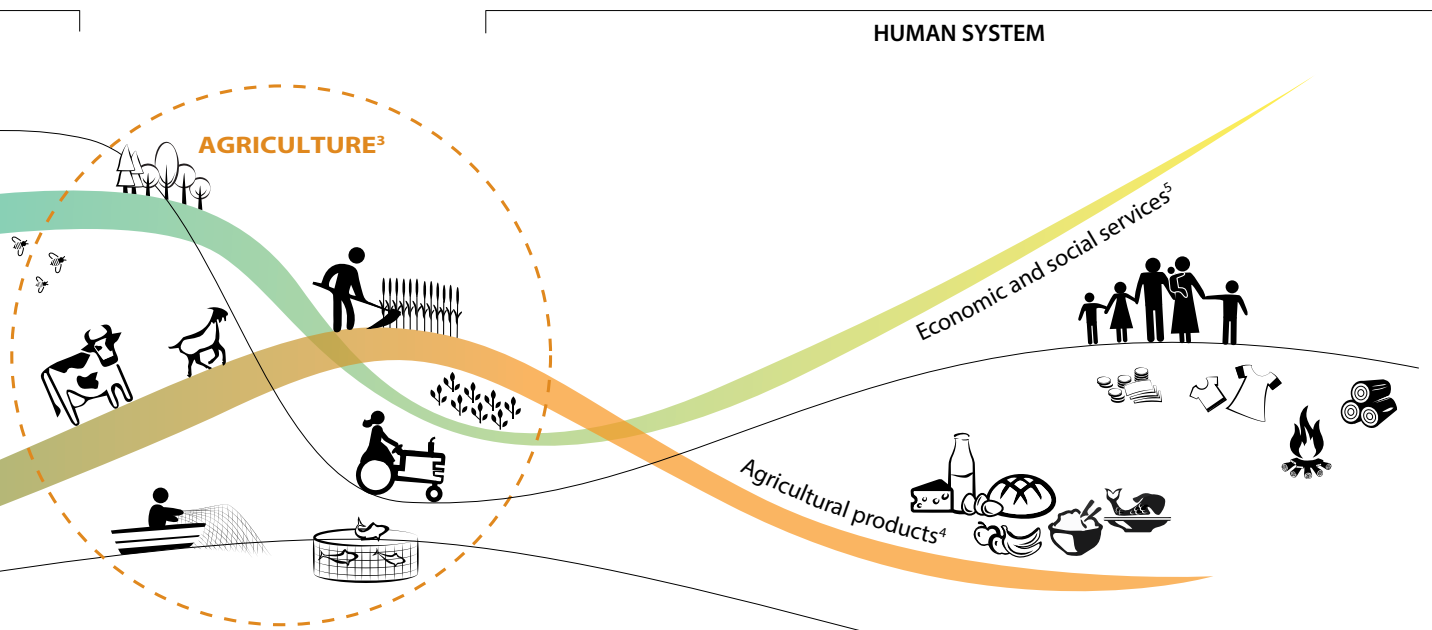 HUMAN SYSTEM
AGRICULTURE³
Economic and social services⁵
Agricultural products⁴